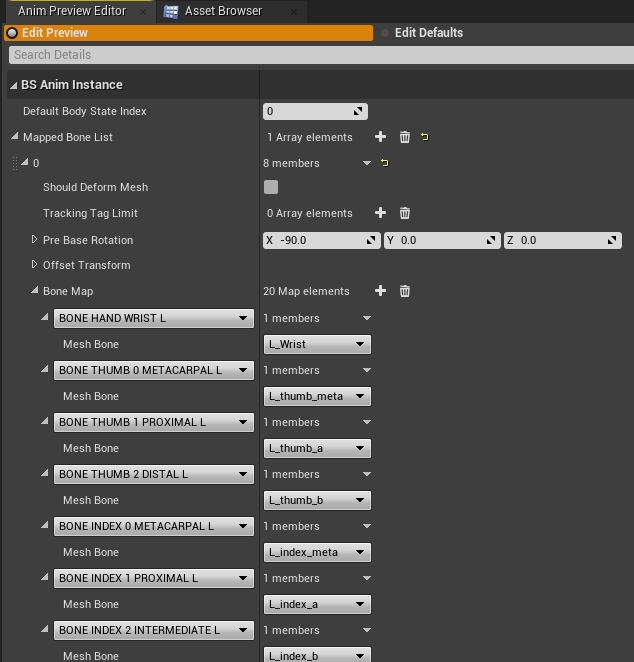 Anim Preview Editor × Asset Browser ×
Edit Preview Edit Defaults
Search Details
BS Anim Instance
Default Body State Index 0
Mapped Bone List 1 Array elements
0 8 members
Should Deform Mesh
Tracking Tag Limit 0 Array elements
Pre Base Rotation X -90.0 Y 0.0 Z 0.0
Offset Transform
Bone Map 20 Map elements
BONE HAND WRIST L 1 members
Mesh Bone L_Wrist
BONE THUMB 0 METACARPAL L 1 members
Mesh Bone L_thumb_meta
BONE THUMB 1 PROXIMAL L 1 members
Mesh Bone L_thumb_a
BONE THUMB 2 DISTAL L 1 members
Mesh Bone L_thumb_b
BONE INDEX 0 METACARPAL L 1 members
Mesh Bone L_index_meta
BONE INDEX 1 PROXIMAL L 1 members
Mesh Bone L_index_a
BONE INDEX 2 INTERMEDIATE L 1 members
Mesh Bone L_index_b